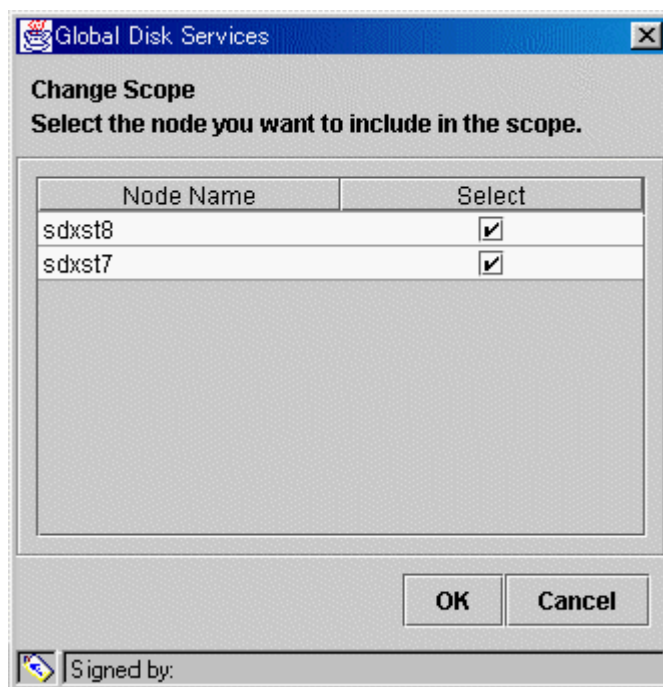 Global Disk Services
Change Scope
Select the node you want to include in the scope.
Node Name Select
sdxst8
sdxst7
OK Cancel
Signed by: